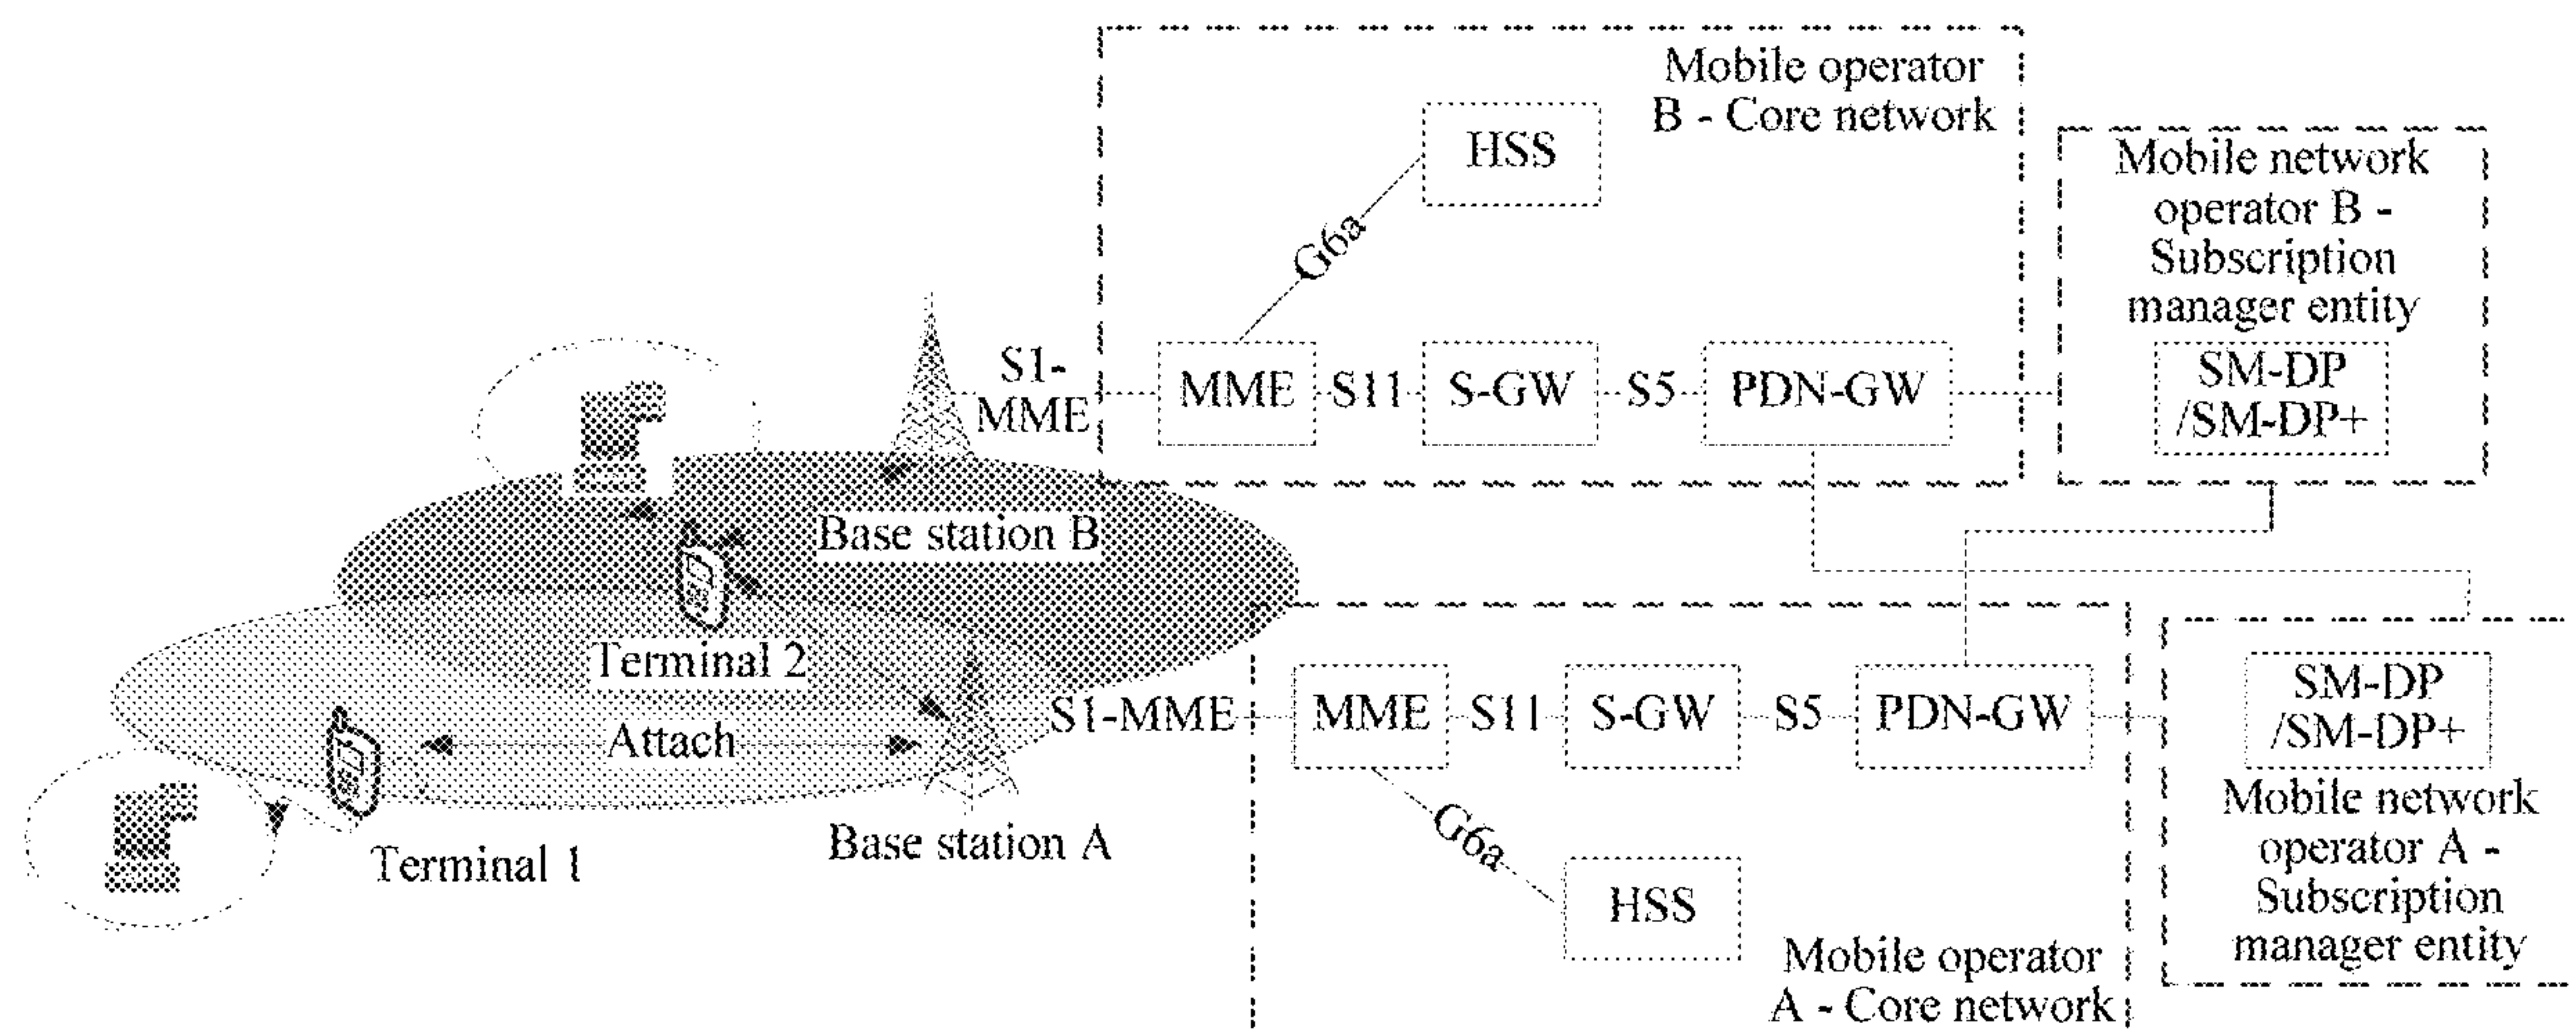 Mobile operator
B - Core network
HSS
G6a
Mobile network
operator B -
Subscription
manager entity
SM-DP
/SM-DP+
S1-
MME
MME
S11
S-GW
S5
PDN-GW
Base station B
Terminal 2
Attach
Base station A
Terminal 1
S1-MME
MME
S11
S-GW
S5
PDN-GW
SM-DP
/SM-DP+
Mobile network
operator A -
Subscription
manager entity
G6a
HSS
Mobile operator
A - Core network